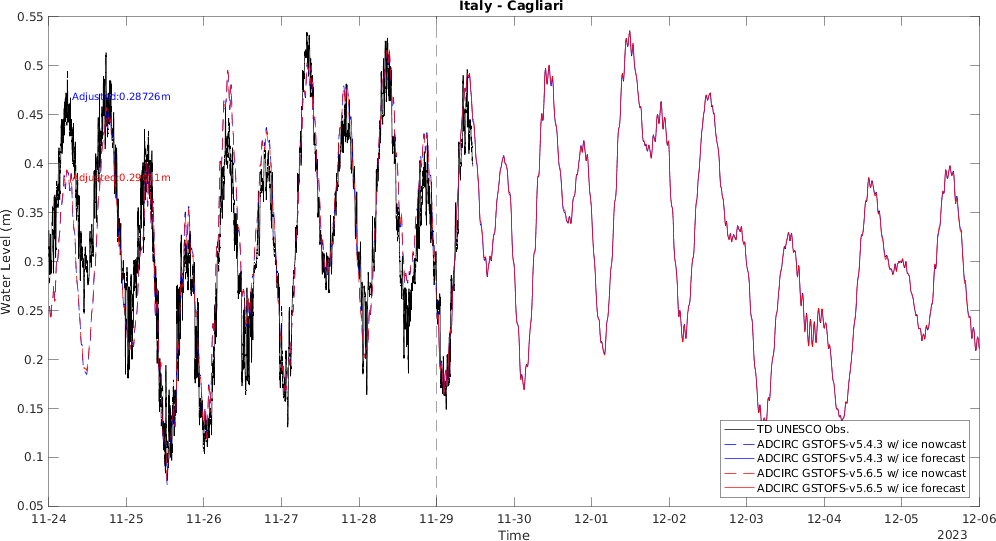 Italy - Cagliari
0.55
0.5
0.45
0.4
0.35
0.3
0.25
0.2
0.15
0.1
0.05
Water Level (m)
Adjusted:0.28726m
TD UNESCO Obs.
ADCIRC GSTOFS-v5.4.3 w/ ice nowcast
ADCIRC GSTOFS-v5.4.3 w/ ice forecast
ADCIRC GSTOFS-v5.6.5 w/ ice nowcast
ADCIRC GSTOFS-v5.6.5 w/ ice forecast
11-24 11-25 11-26 11-27 11-28 11-29 11-30 12-01 12-02 12-03 12-04 12-05 12-06
Time
2023